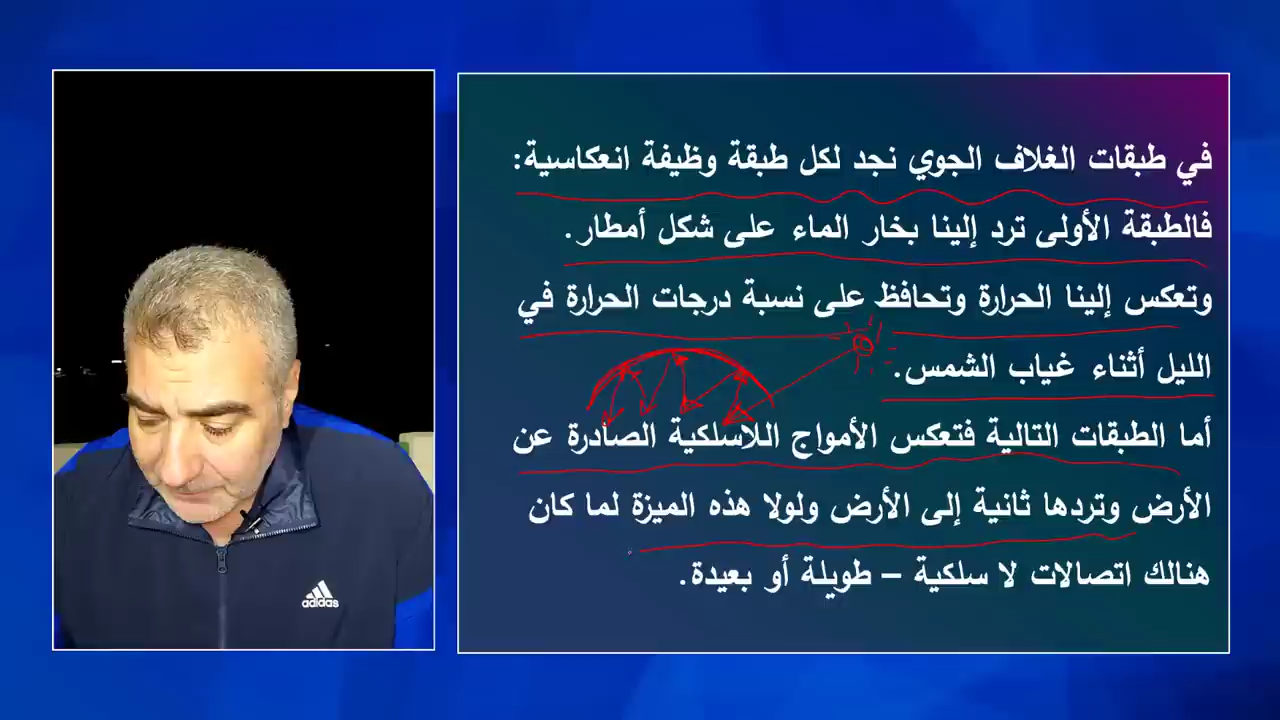 في طبقات الغلاف الجوي نجد لكل طبقة وظيفة انعكاسية:
فالطبقة الأولى ترد إلينا بخار الماء على شكل أمطار.
وتعكس إلينا الحرارة وتحافظ على نسبة درجات الحرارة في
الليل أثناء غياب الشمس.
أما الطبقات التالية فتعكس الأمواج اللاسلكية الصادرة عن
الأرض وتردها ثانية إلى الأرض ولولا هذه الميزة لما كان
هنالك اتصالات لا سلكية – طويلة أو بعيدة.
adidas